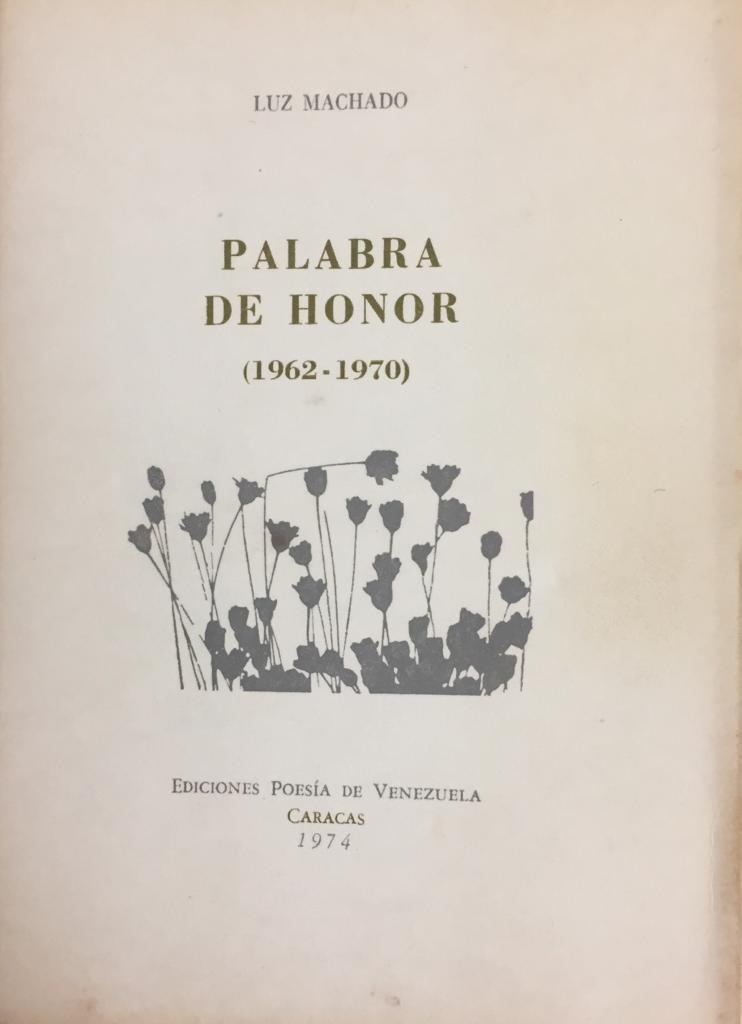 LUZ MACHADO
PALABRA
DE HONOR
(1962-1970)
EDICIONES POESÍA DE VENEZUELA
CARACAS
1974